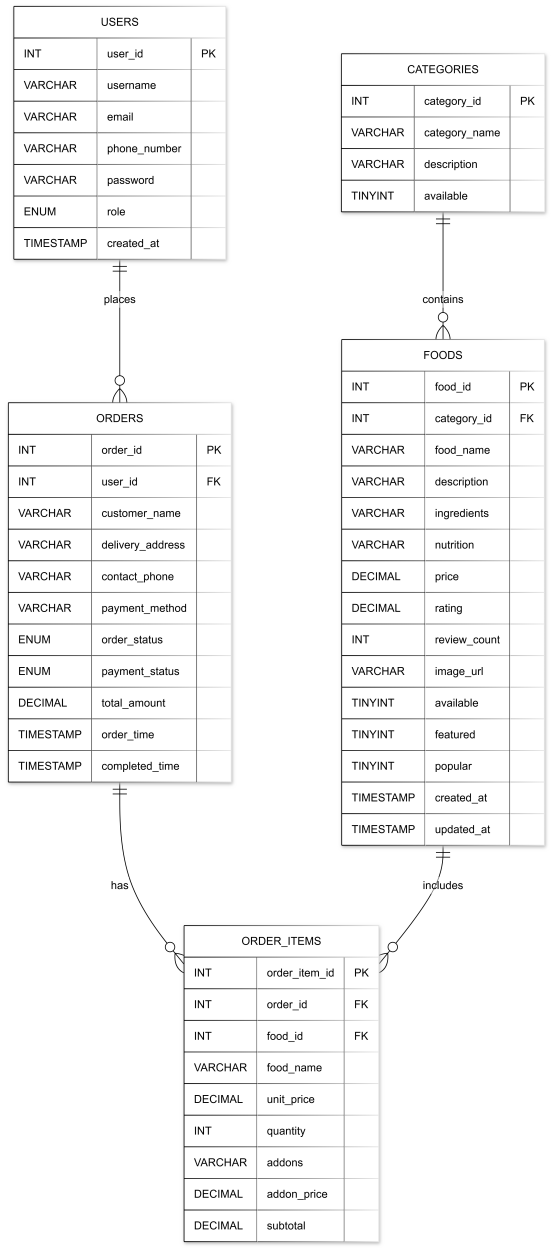 USERS
INT user_id PK
VARCHAR username
VARCHAR email
VARCHAR phone_number
VARCHAR password
ENUM role
TIMESTAMP created_at
CATEGORIES
INT category_id PK
VARCHAR category_name
VARCHAR description
TINYINT available
places
contains
ORDERS
INT order_id PK
INT user_id FK
VARCHAR customer_name
VARCHAR delivery_address
VARCHAR contact_phone
VARCHAR payment_method
ENUM order_status
ENUM payment_status
DECIMAL total_amount
TIMESTAMP order_time
TIMESTAMP completed_time
FOODS
INT food_id PK
INT category_id FK
VARCHAR food_name
VARCHAR description
VARCHAR ingredients
VARCHAR nutrition
DECIMAL price
DECIMAL rating
INT review_count
VARCHAR image_url
TINYINT available
TINYINT featured
TINYINT popular
TIMESTAMP created_at
TIMESTAMP updated_at
has
includes
ORDER_ITEMS
INT order_item_id PK
INT order_id FK
INT food_id FK
VARCHAR food_name
DECIMAL unit_price
INT quantity
VARCHAR addons
DECIMAL addon_price
DECIMAL subtotal